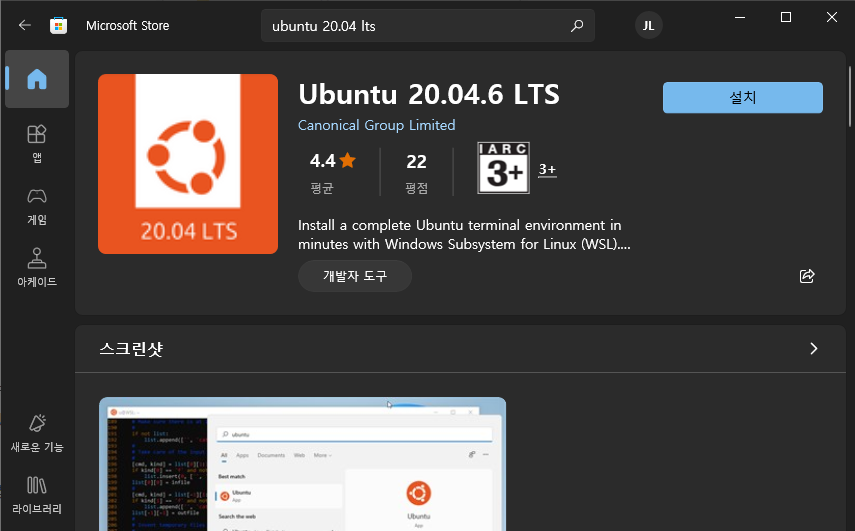 Microsoft Store
ubuntu 20.04 lts
JL
20.04 LTS
Ubuntu 20.04.6 LTS
설치
Canonical Group Limited
4.4
22
평균
평점
IARC
3+
3+
Install a complete Ubuntu terminal environment in
minutes with Windows Subsystem for Linux (WSL)....
개발자 도구
앱
게임
아케이드
새로운 기능
라이브러리
스크린샷
if not list:
ubuntu
All Apps Documents Web More
Best match
Ubuntu
App
Search the web
Ubuntu
App